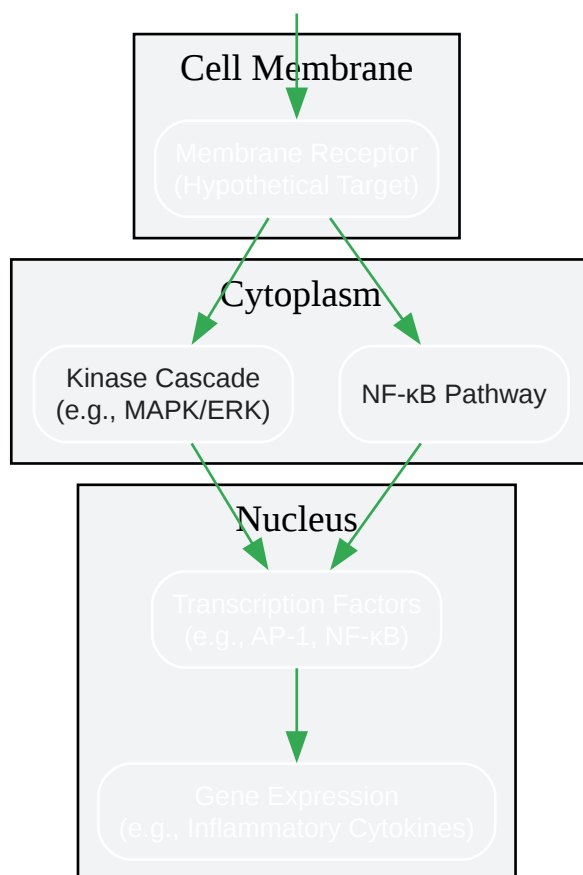 Cell Membrane
Membrane Receptor
(Hypothetical Target)
Cytoplasm
Kinase Cascade
(e.g., MAPK/ERK)
NF-κB Pathway
Nucleus
Transcription Factors
(e.g., AP-1, NF-κB)
Gene Expression
(e.g., Inflammatory Cytokines)